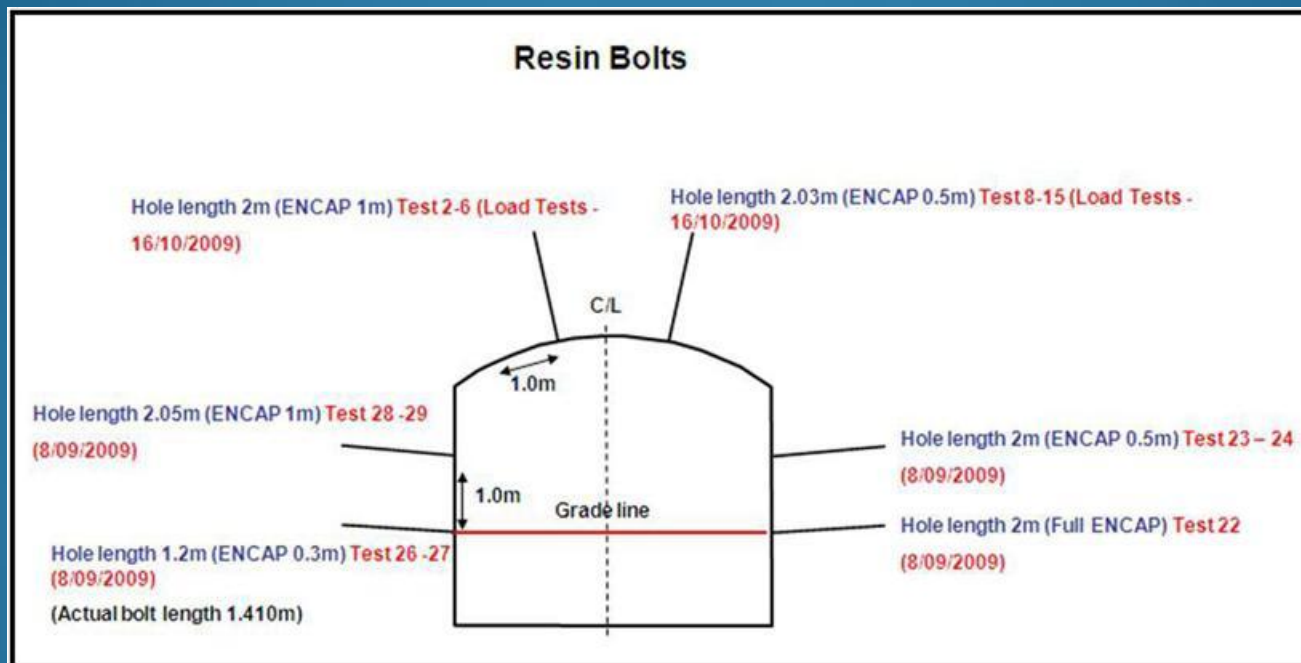 Resin Bolts
Hole length 2m (ENCAP 1m) Test 2-6 (Load Tests -
16/10/2009)
Hole length 2.03m (ENCAP 0.5m) Test 8-15 (Load Tests -
16/10/2009)
C/L
1.0m
Hole length 2.05m (ENCAP 1m) Test 28 -29
(8/09/2009)
Hole length 2m (ENCAP 0.5m) Test 23 – 24
(8/09/2009)
1.0m
Grade line
Hole length 2m (Full ENCAP) Test 22
(8/09/2009)
Hole length 1.2m (ENCAP 0.3m) Test 26 -27
(8/09/2009)
(Actual bolt length 1.410m)